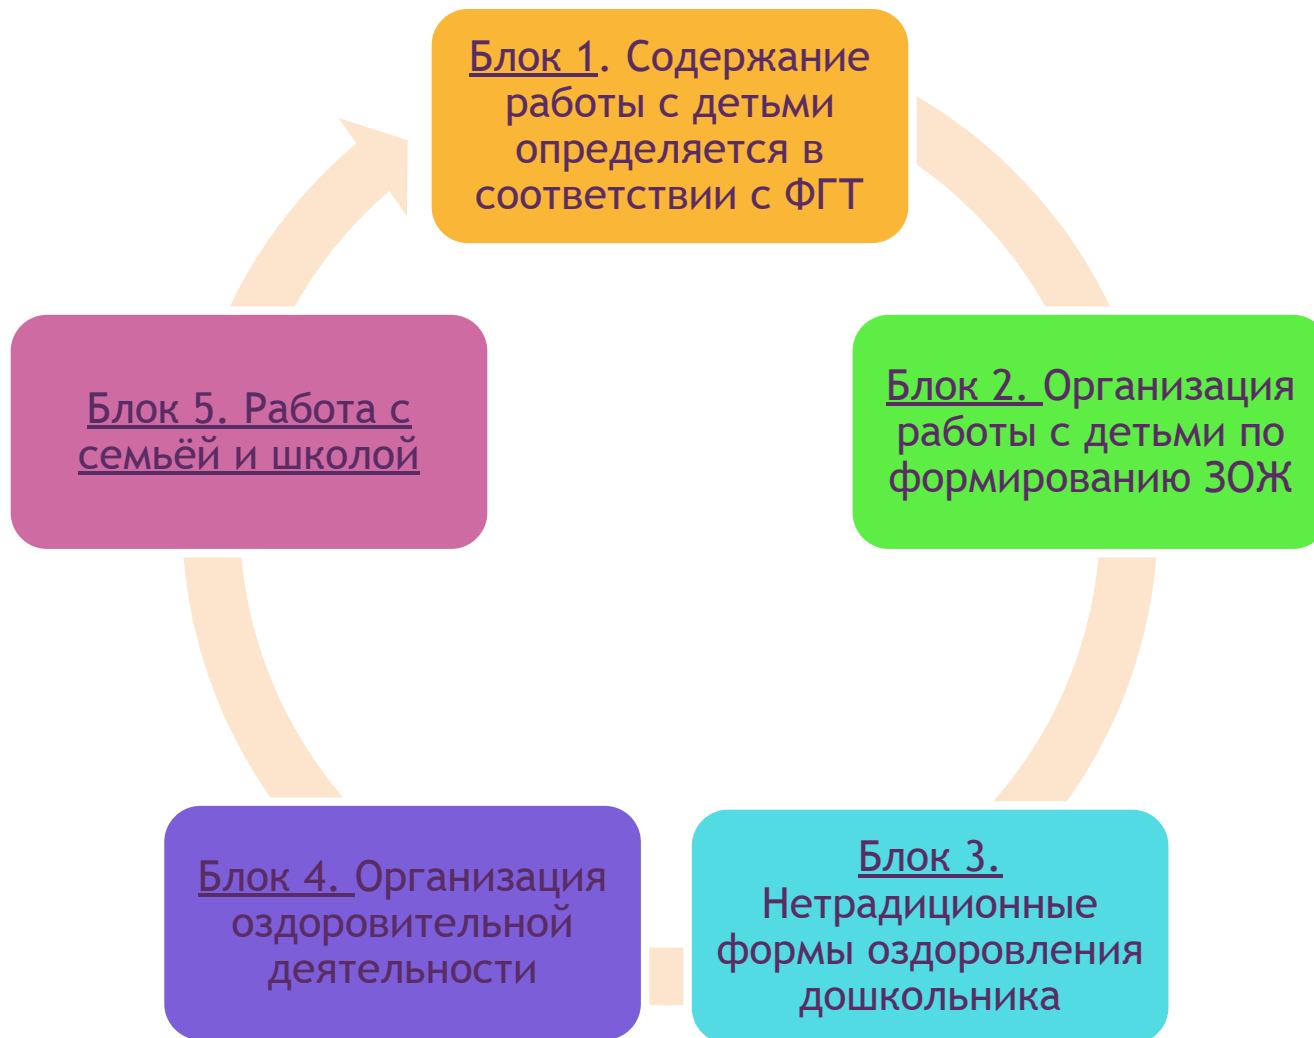 Блок 1. Содержание
работы с детьми
определяется в
соответствии с ФГТ
Блок 2. Организация
работы с детьми по
формированию ЗОЖ
Блок 3.
Нетрадиционные
формы оздоровления
дошкольника
Блок 4. Организация
оздоровительной
деятельности
Блок 5. Работа с
семьёй и школой